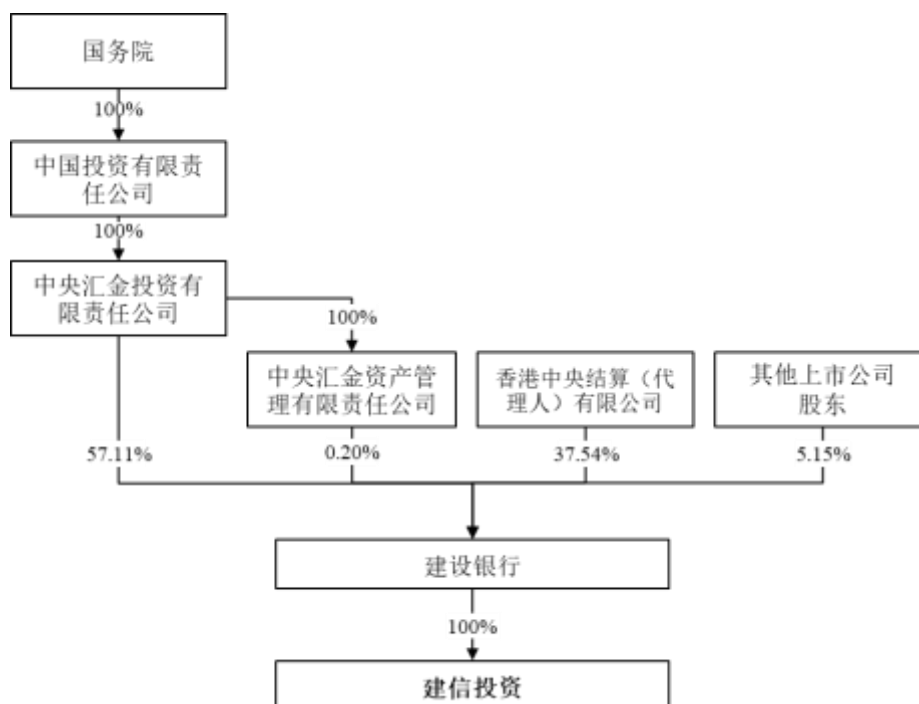 国务院
100%
中国投资有限责
任公司
100%
中央汇金投资有
限责任公司
100%
中央汇金资产管
理有限责任公司
香港中央结算（代
理人）有限公司
其他上市公司
股东
57.11%
0.20%
37.54%
5.15%
建设银行
100%
建信投资